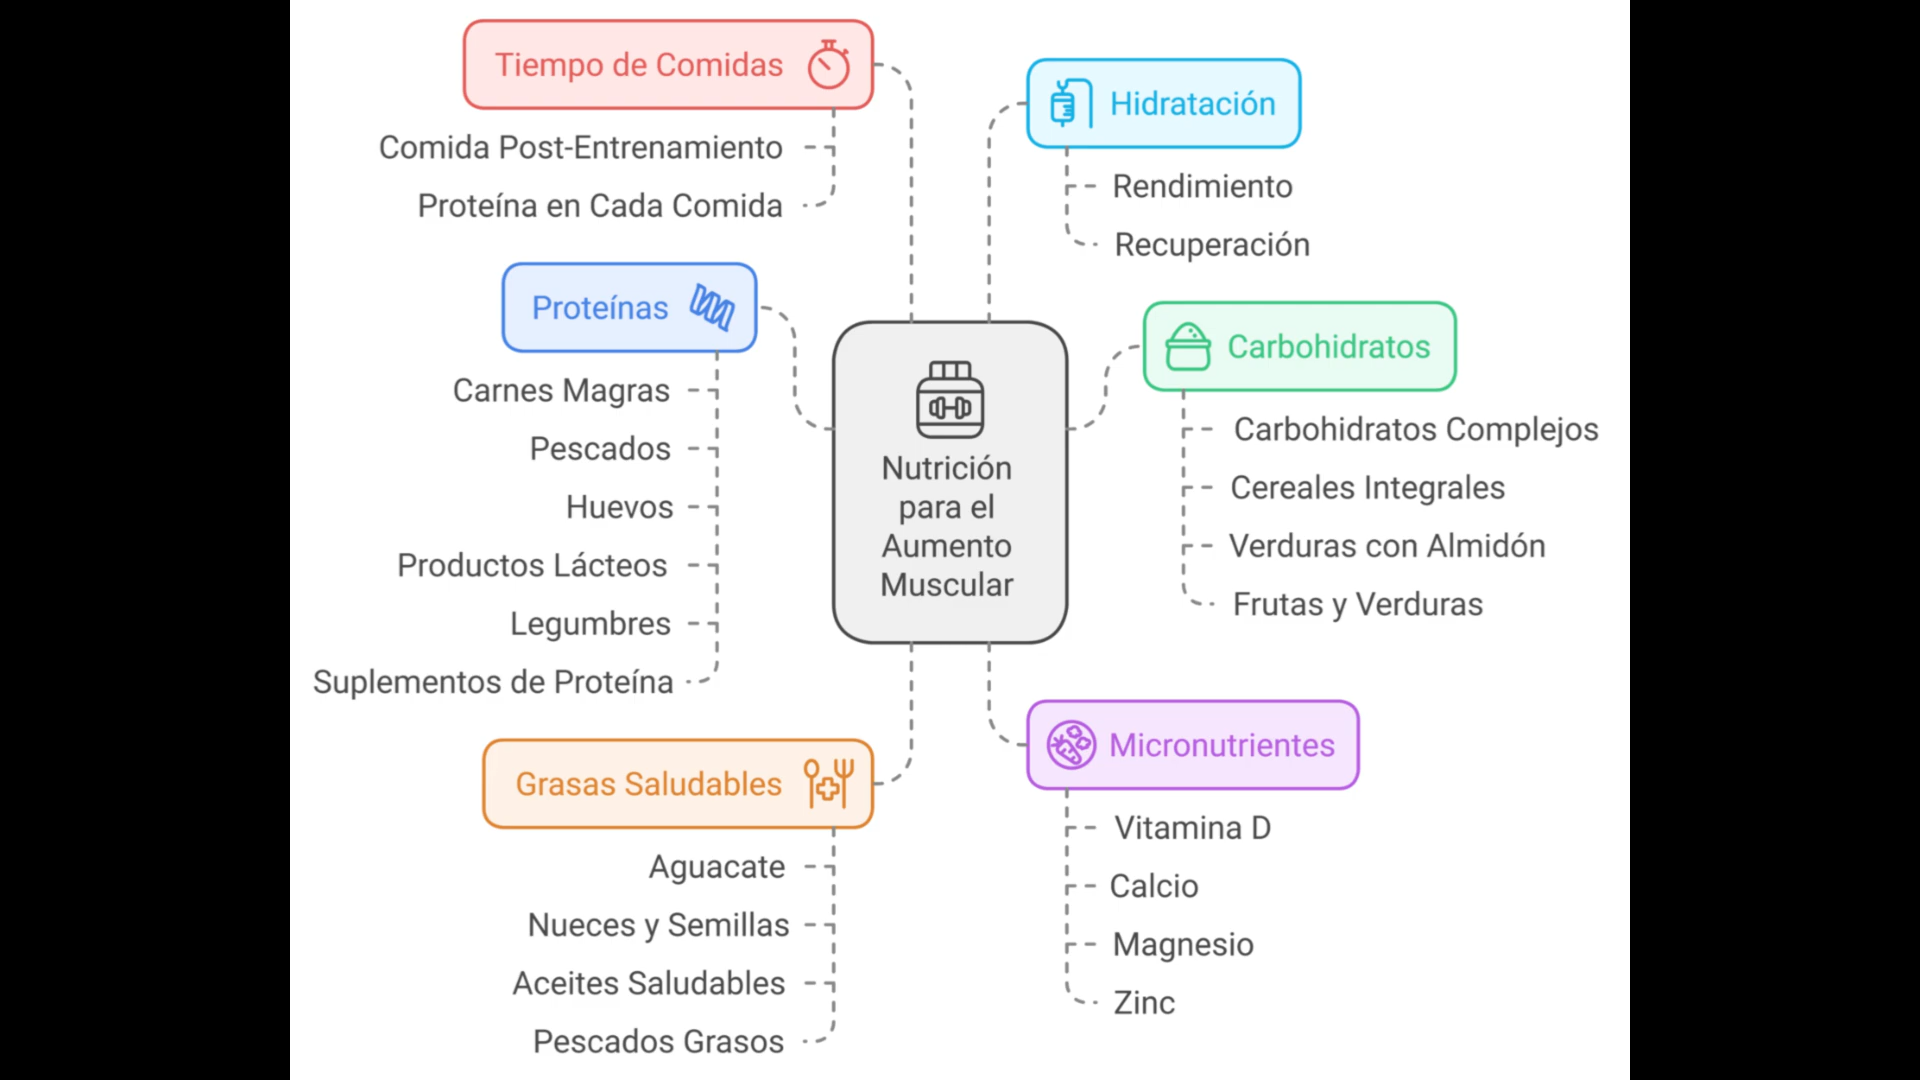 Tiempo de Comidas
Comida Post-Entrenamiento
Proteína en Cada Comida
Proteínas
Carnes Magras
Pescados
Huevos
Productos Lácteos
Legumbres
Suplementos de Proteína
Grasas Saludables
Aguacate
Nueces y Semillas
Aceites Saludables
Pescados Grasos
Nutrición
para el
Aumento
Muscular
Hidratación
Rendimiento
Recuperación
Carbohidratos
Carbohidratos Complejos
Cereales Integrales
Verduras con Almidón
Frutas y Verduras
Micronutrientes
Vitamina D
Calcio
Magnesio
Zinc